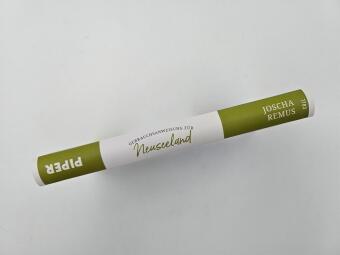 JOSCHA
REMUS
GEBRAUCHSANWEISUNG FÜR
Neuseeland
PIPER